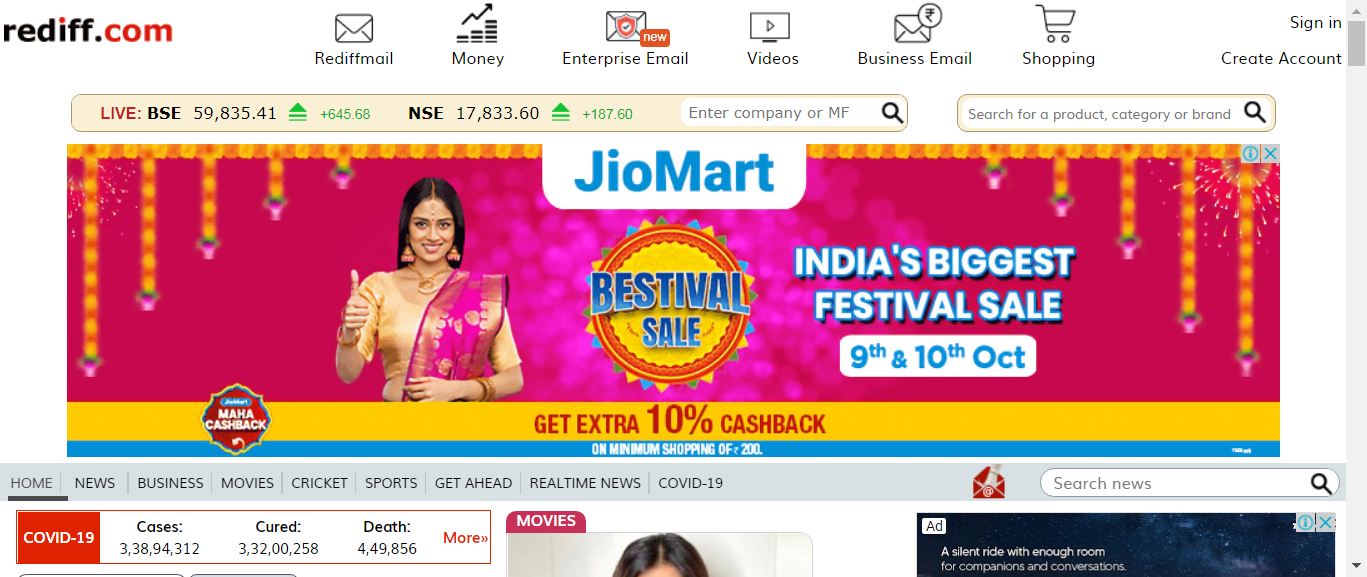 rediff.com
Rediffmail
Money
new
Enterprise Email
Videos
₹
Business Email
Shopping
Sign in
Create Account
LIVE: BSE 59,835.41 +645.68 NSE 17,833.60 +187.60
Enter company or MF
Search for a product, category or brand
JioMart
BESTIVAL
SALE
INDIA'S BIGGEST
FESTIVAL SALE
9th & 10th Oct
JioMart
MAHA
CASHBACK
GET EXTRA 10% CASHBACK
ON MINIMUM SHOPPING OF ₹ 200.
HOME NEWS BUSINESS MOVIES CRICKET SPORTS GET AHEAD REALTIME NEWS COVID-19
@
Search news
COVID-19
Cases: Cured: Death:
3,38,94,312 3,32,00,258 4,49,856
More»
MOVIES
Ad
A silent ride with enough room
for companions and conversations.